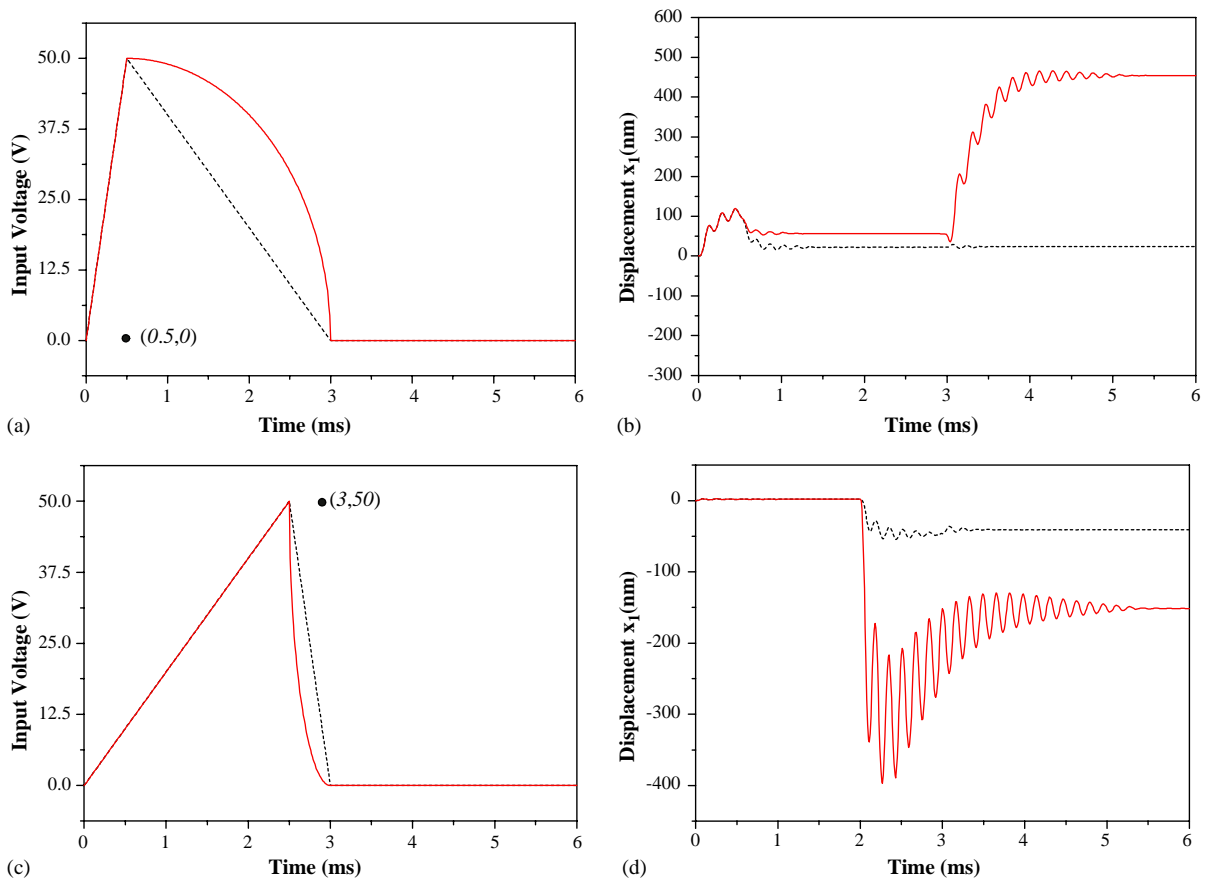 50.0
37.5
25.0
12.5
0.0
Input Voltage (V)
(0.5,0)
0 1 2 3 4 5 6
Time (ms)
(a)
600
500
400
300
200
100
0
-100
-200
-300
Displacement x1(nm)
0 1 2 3 4 5 6
Time (ms)
(b)
50.0
37.5
25.0
12.5
0.0
Input Voltage (V)
(3,50)
0 1 2 3 4 5 6
Time (ms)
(c)
0
-100
-200
-300
-400
Displacement x1(nm)
0 1 2 3 4 5 6
Time (ms)
(d)